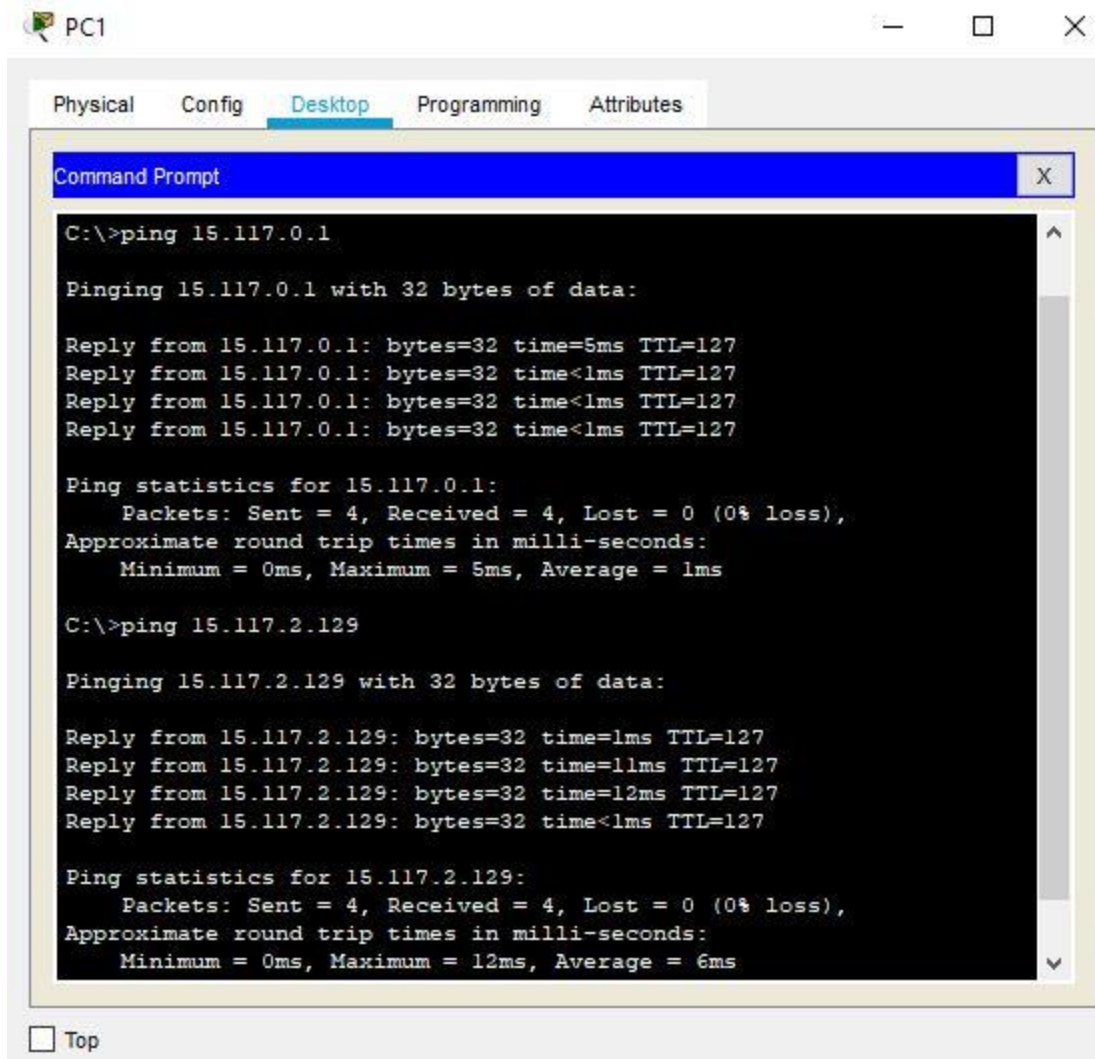 PC1
Physical Config Desktop Programming Attributes
Command Prompt X
C:\>ping 15.117.0.1
Pinging 15.117.0.1 with 32 bytes of data:
Reply from 15.117.0.1: bytes=32 time=5ms TTL=127
Reply from 15.117.0.1: bytes=32 time<1ms TTL=127
Reply from 15.117.0.1: bytes=32 time<1ms TTL=127
Reply from 15.117.0.1: bytes=32 time<1ms TTL=127
Ping statistics for 15.117.0.1:
Packets: Sent = 4, Received = 4, Lost = 0 (0% loss),
Approximate round trip times in milli-seconds:
Minimum = 0ms, Maximum = 5ms, Average = 1ms
C:\>ping 15.117.2.129
Pinging 15.117.2.129 with 32 bytes of data:
Reply from 15.117.2.129: bytes=32 time=1ms TTL=127
Reply from 15.117.2.129: bytes=32 time=11ms TTL=127
Reply from 15.117.2.129: bytes=32 time=12ms TTL=127
Reply from 15.117.2.129: bytes=32 time<1ms TTL=127
Ping statistics for 15.117.2.129:
Packets: Sent = 4, Received = 4, Lost = 0 (0% loss),
Approximate round trip times in milli-seconds:
Minimum = 0ms, Maximum = 12ms, Average = 6ms
Top